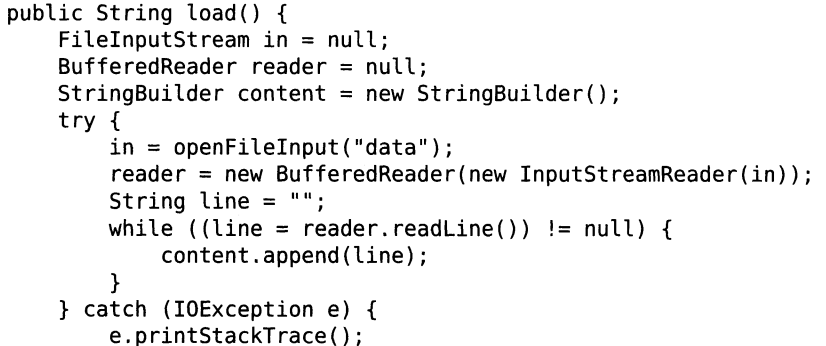 public String load() {
    FileInputStream in = null;
    BufferedReader reader = null;
    StringBuilder content = new StringBuilder();
    try {
        in = openFileInput("data");
        reader = new BufferedReader(new InputStreamReader(in));
        String line = "";
        while ((line = reader.readLine()) != null) {
            content.append(line);
        }
    } catch (IOException e) {
        e.printStackTrace();